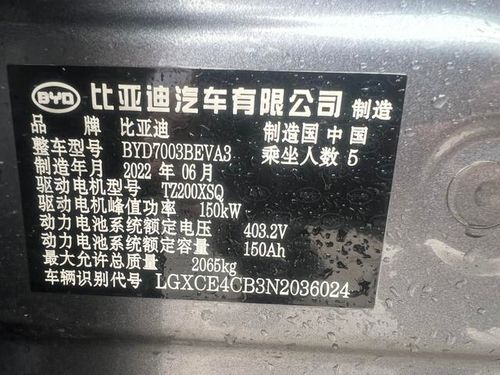 BYD 比亚迪汽车有限公司 制造
品 牌 比亚迪 制造国 中国
整车型号 BYD7003BEVA3 乘坐人数 5
制造年月 2022 年 06月
驱动电机型号 TZ200XSQ
驱动电机峰值功率 150kW
动力电池系统额定电压 403.2V
动力电池系统额定容量 150Ah
最大允许总质量 2065kg
车辆识别代号 LGXCE4CB3N2036024